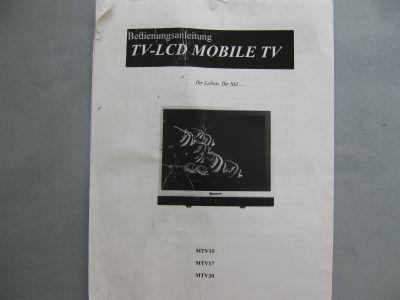 Bedienungsanleitung
TV-LCD MOBILE TV
Ihr Leben, Ihr Stil ...
MTV15
MTV17
MTV20